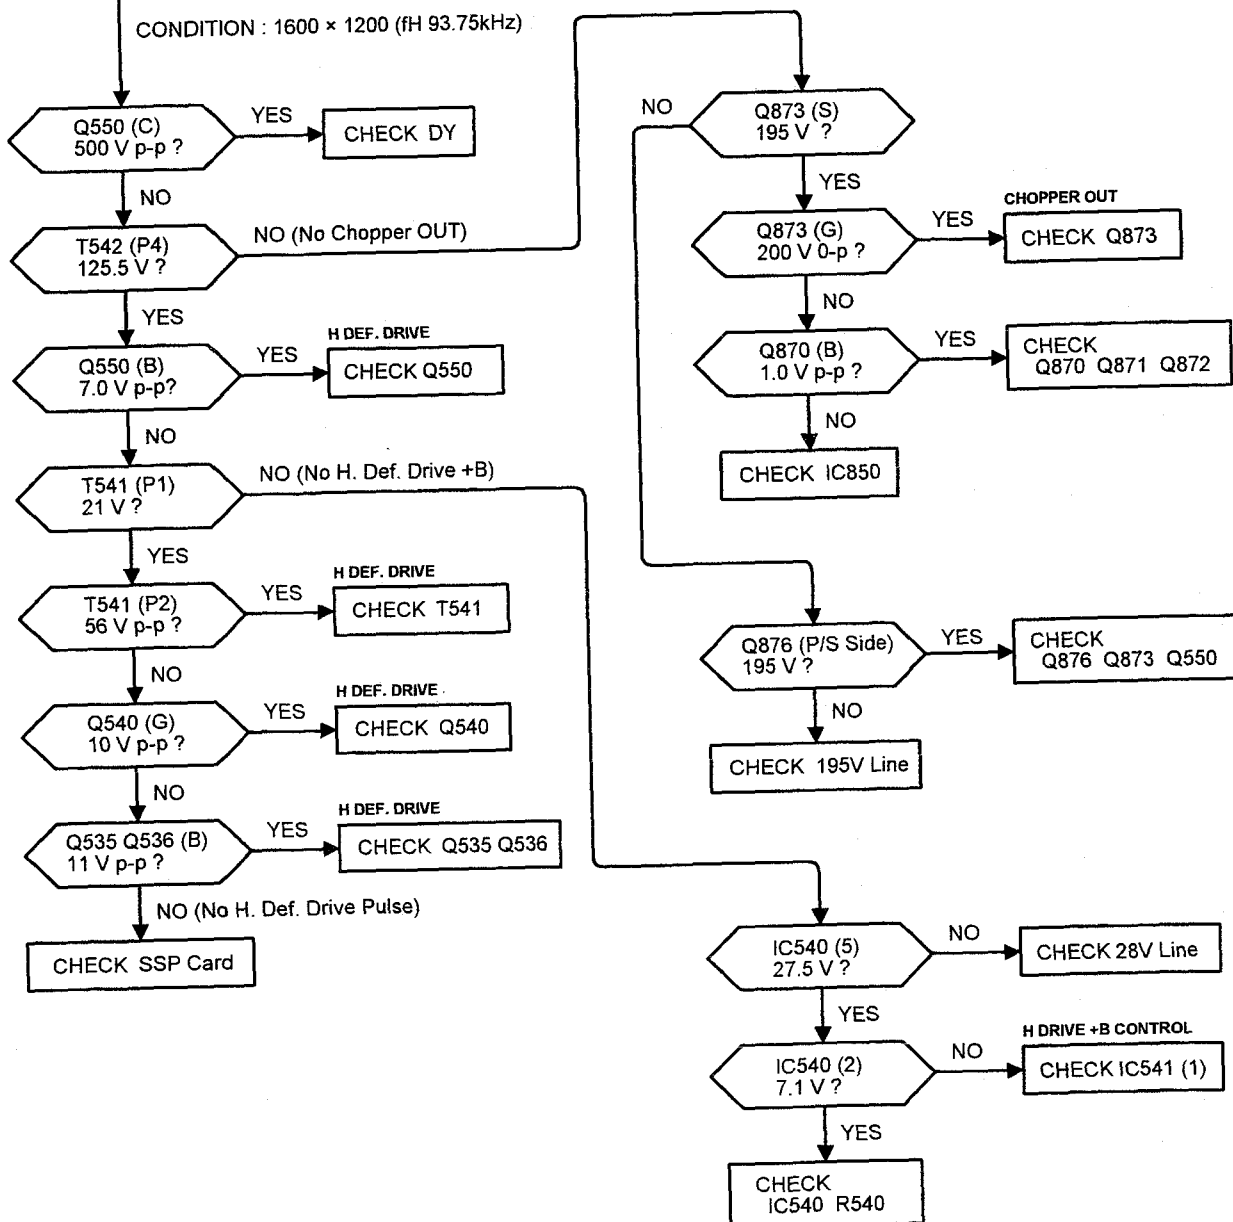 CONDITION : 1600 × 1200 (fH 93.75kHz)
Q550 (C)
500 V p-p ?
YES
CHECK DY
NO
T542 (P4)
125.5 V ?
NO (No Chopper OUT)
YES
Q550 (B)
7.0 V p-p?
YES
H DEF. DRIVE
CHECK Q550
NO
T541 (P1)
21 V ?
NO (No H. Def. Drive +B)
YES
T541 (P2)
56 V p-p ?
YES
H DEF. DRIVE
CHECK T541
NO
Q540 (G)
10 V p-p ?
YES
H DEF. DRIVE
CHECK Q540
NO
Q535 Q536 (B)
11 V p-p ?
YES
H DEF. DRIVE
CHECK Q535 Q536
NO (No H. Def. Drive Pulse)
CHECK SSP Card
NO
Q873 (S)
195 V ?
YES
Q873 (G)
200 V 0-p ?
YES
CHOPPER OUT
CHECK Q873
NO
Q870 (B)
1.0 V p-p ?
YES
CHECK
Q870 Q871 Q872
NO
CHECK IC850
Q876 (P/S Side)
195 V ?
YES
CHECK
Q876 Q873 Q550
NO
CHECK 195V Line
IC540 (5)
27.5 V ?
NO
CHECK 28V Line
YES
IC540 (2)
7.1 V ?
NO
H DRIVE +B CONTROL
CHECK IC541 (1)
YES
CHECK
IC540 R540